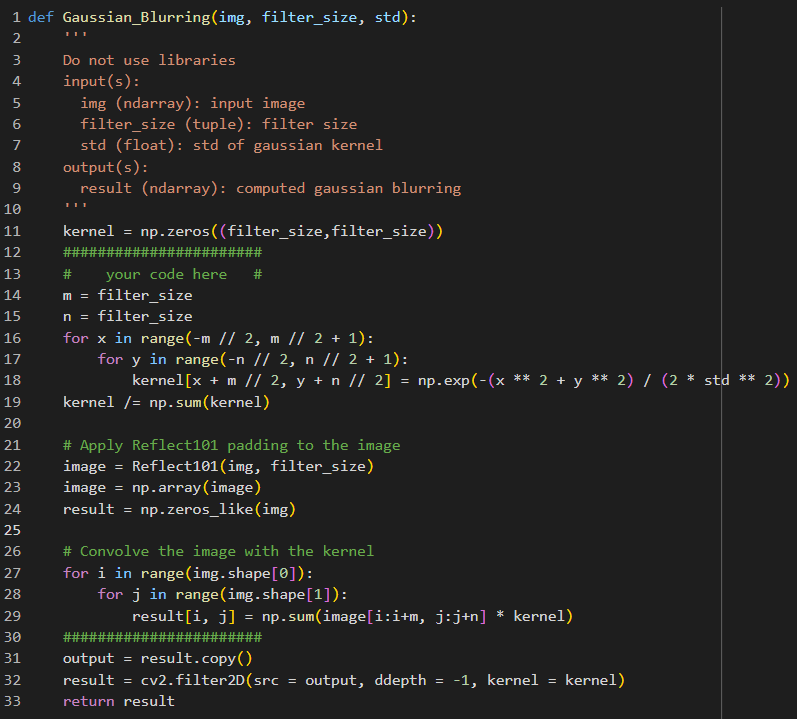 1 def Gaussian_Blurring(img, filter_size, std):
2     '''
3     Do not use libraries
4     input(s):
5       img (ndarray): input image
6       filter_size (tuple): filter size
7       std (float): std of gaussian kernel
8     output(s):
9       result (ndarray): computed gaussian blurring
10     '''
11     kernel = np.zeros((filter_size,filter_size))
12     #######################
13     #    your code here   #
14     m = filter_size
15     n = filter_size
16     for x in range(-m // 2, m // 2 + 1):
17         for y in range(-n // 2, n // 2 + 1):
18             kernel[x + m // 2, y + n // 2] = np.exp(-(x ** 2 + y ** 2) / (2 * std ** 2))
19     kernel /= np.sum(kernel)
20
21     # Apply Reflect101 padding to the image
22     image = Reflect101(img, filter_size)
23     image = np.array(image)
24     result = np.zeros_like(img)
25
26     # Convolve the image with the kernel
27     for i in range(img.shape[0]):
28         for j in range(img.shape[1]):
29             result[i, j] = np.sum(image[i:i+m, j:j+n] * kernel)
30     #######################
31     output = result.copy()
32     result = cv2.filter2D(src = output, ddepth = -1, kernel = kernel)
33     return result